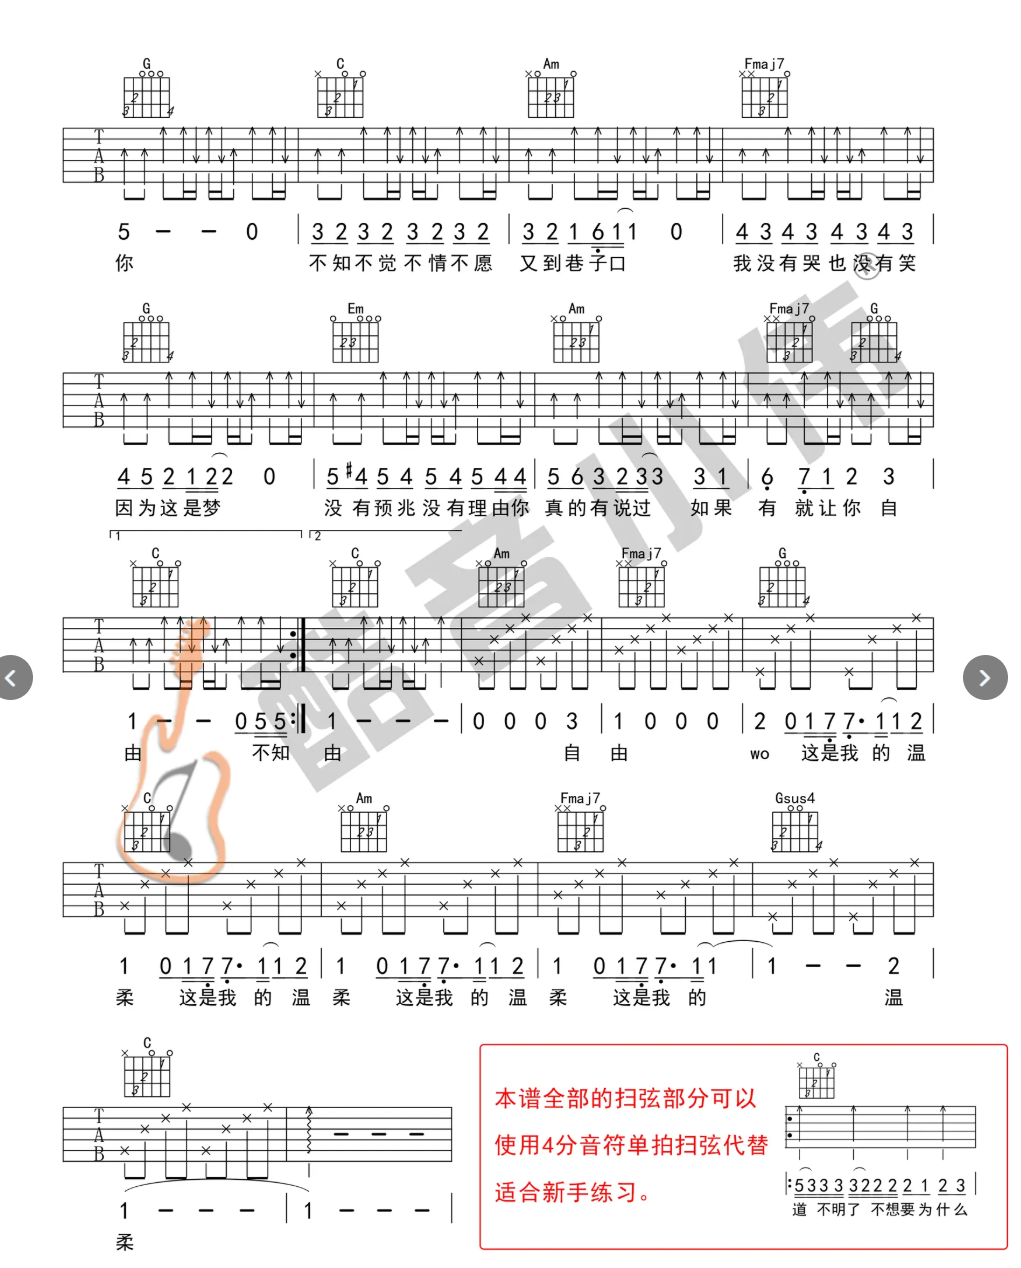 G C Am Fmaj7
T A B
5 — — 0 | 3 2 3 2 3 2 3 2 | 3 2 1 6 1 1 0 | 4 3 4 3 4 3 4 3 |
你 不知不觉 不情不愿 又到巷子口 我没有哭也没有笑
G Em Am Fmaj7 G
T A B
4 5 2 1 2 2 0 | 5 #4 5 4 5 4 5 4 4 | 5 6 3 2 3 3 3 1 | 6 7 1 2 3 |
因为这是梦 没有预兆没有理由你 真的有说过 如果 有 就让你 自
1 2
C C Am Fmaj7 G
T A B
1 — — 0 5 5 :| 1 — — — | 0 0 0 3 | 1 0 0 0 | 2 0 1 7 7· 1 1 2 |
由 不知 由 自 由 wo 这是我 的 温
C Am Fmaj7 Gsus4
T A B
1 0 1 7 7· 1 1 2 | 1 0 1 7 7· 1 1 2 | 1 0 1 7 7· 1 1 | 1 — — 2 |
柔 这是我 的 温 柔 这是我 的 温 柔 这是我 的 温
C
T A B
1 — — — | 1 — — — |
柔
本谱全部的扫弦部分可以
使用4分音符单拍扫弦代替
适合新手练习。
C
|: 5 3 3 3 3 2 2 2 2 1 2 3 |
道 不明了 不想要为什么
酷音小伟®